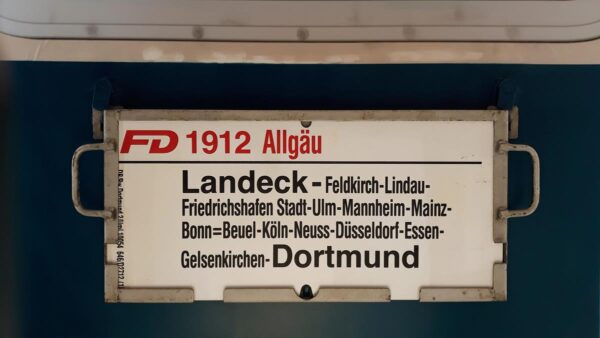 FD 1912 Allgäu
Landeck-Feldkirch-Lindau-
Friedrichshafen Stadt-Ulm-Mannheim-Mainz-
Bonn=Beuel-Köln-Neuss-Düsseldorf-Essen-
Gelsenkirchen-Dortmund